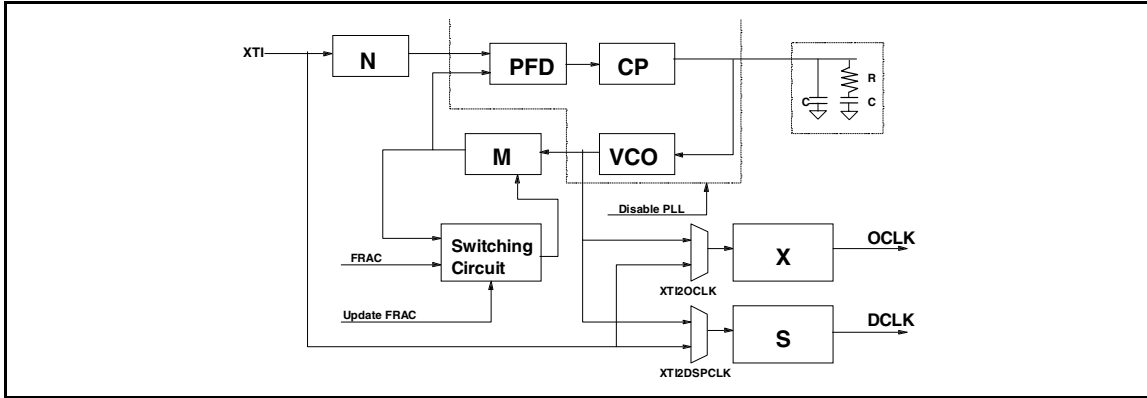 XTI
N
PFD
CP
R
C
C
M
VCO
Disable PLL
Switching
Circuit
FRAC
Update FRAC
X
OCLK
XTI2OCLK
S
DCLK
XTI2DSPCLK